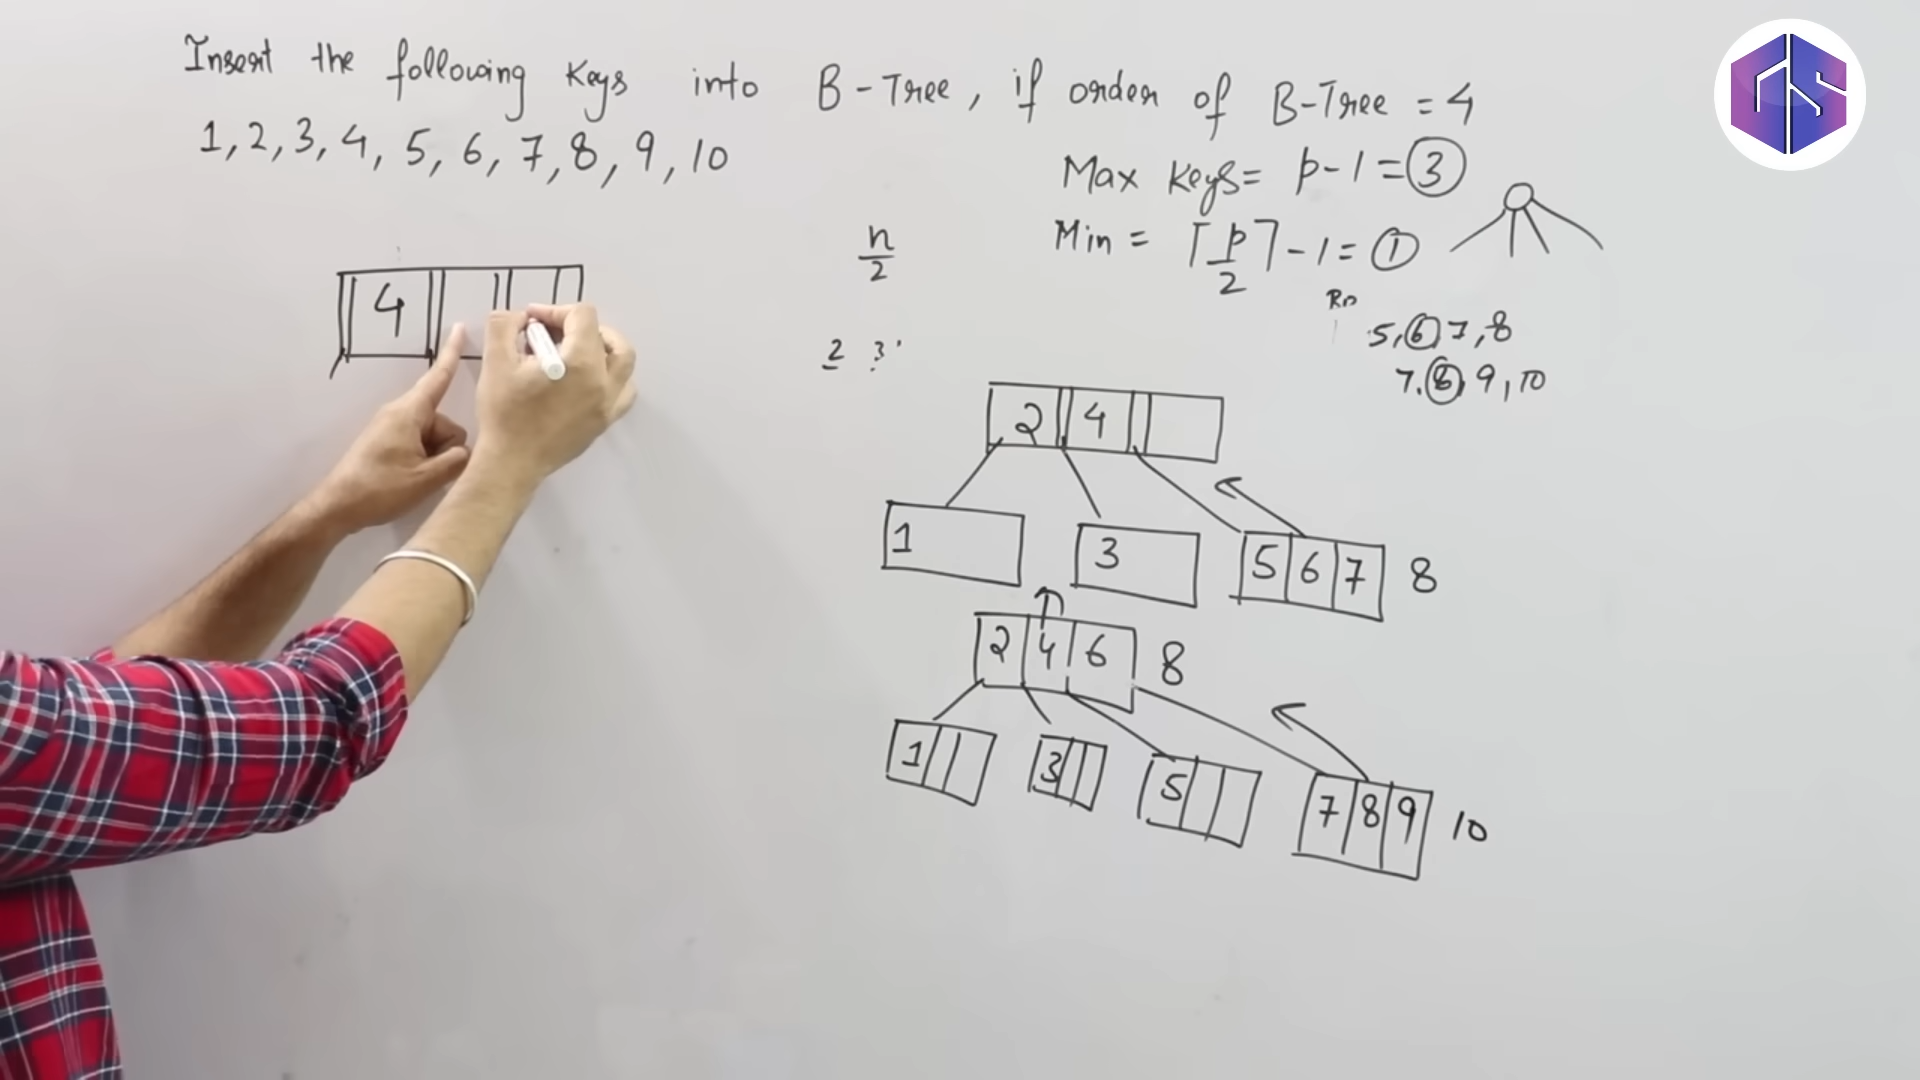 Insert the following keys into B-Tree, if order of B-Tree = 4
1, 2, 3, 4, 5, 6, 7, 8, 9, 10
Max keys = p-1 = 3
Min = ⌈p/2⌉ - 1 = 1
n/2
4
5, 6, 7, 8
7, 8, 9, 10
2 3
2 4
1
3
5 6 7 8
2 4 6 8
1
3
5
7 8 9 10